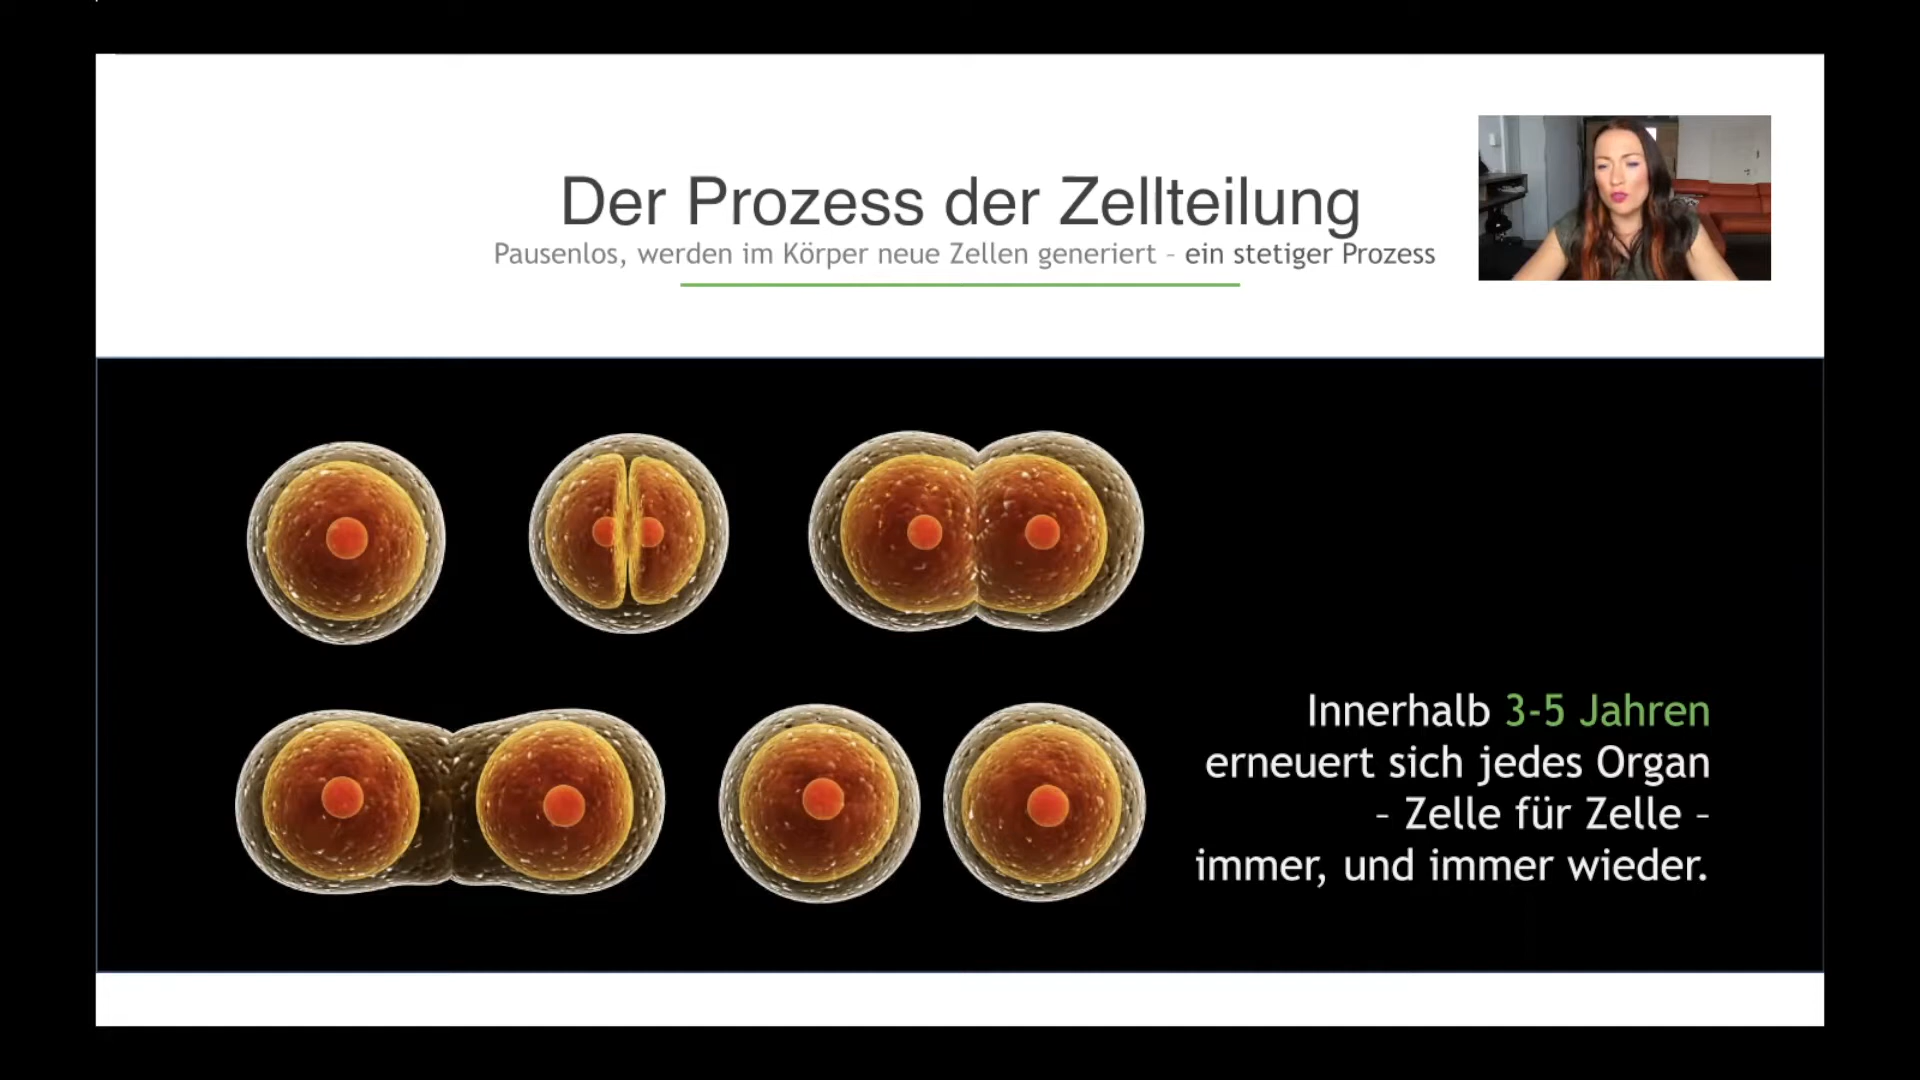 Der Prozess der Zellteilung
Pausenlos, werden im Körper neue Zellen generiert - ein stetiger Prozess
Innerhalb 3-5 Jahren
erneuert sich jedes Organ
- Zelle für Zelle -
immer, und immer wieder.